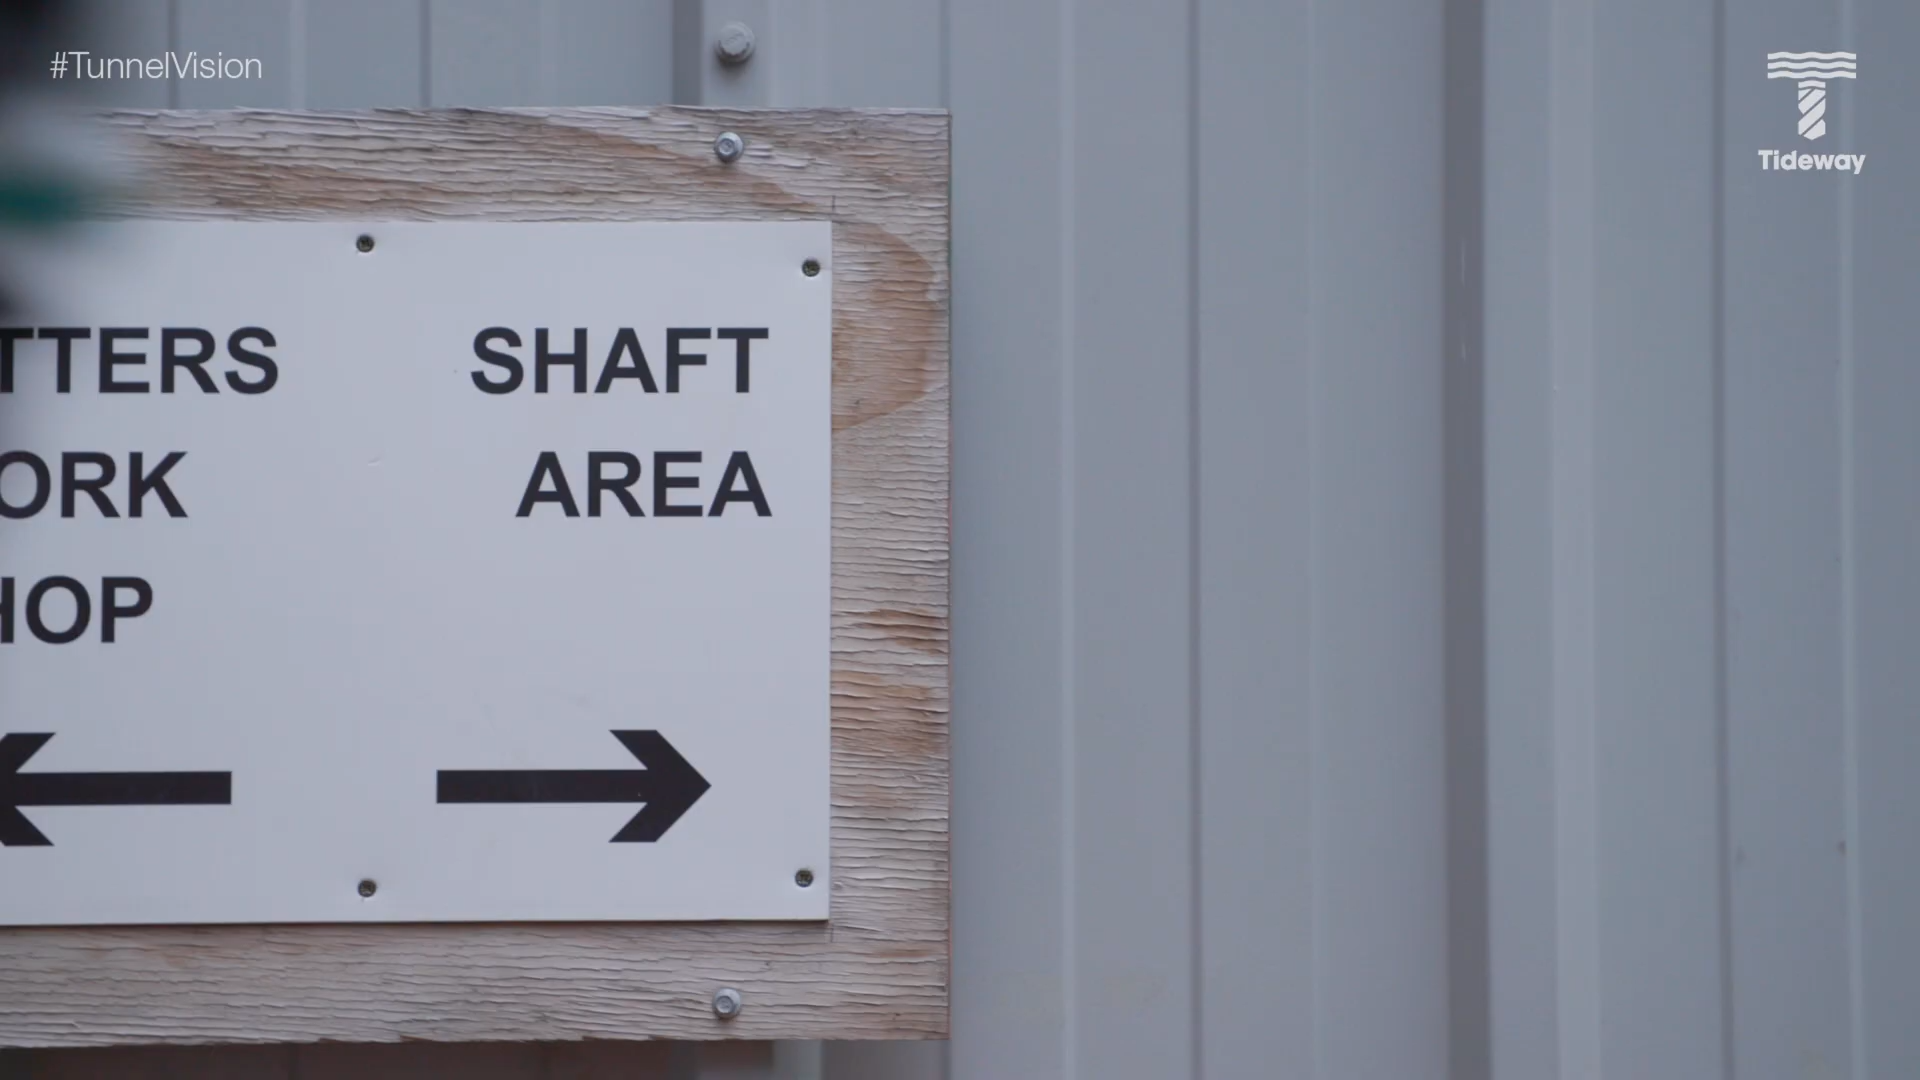 #TunnelVision
Tideway
TTERS
ORK
HOP
SHAFT
AREA